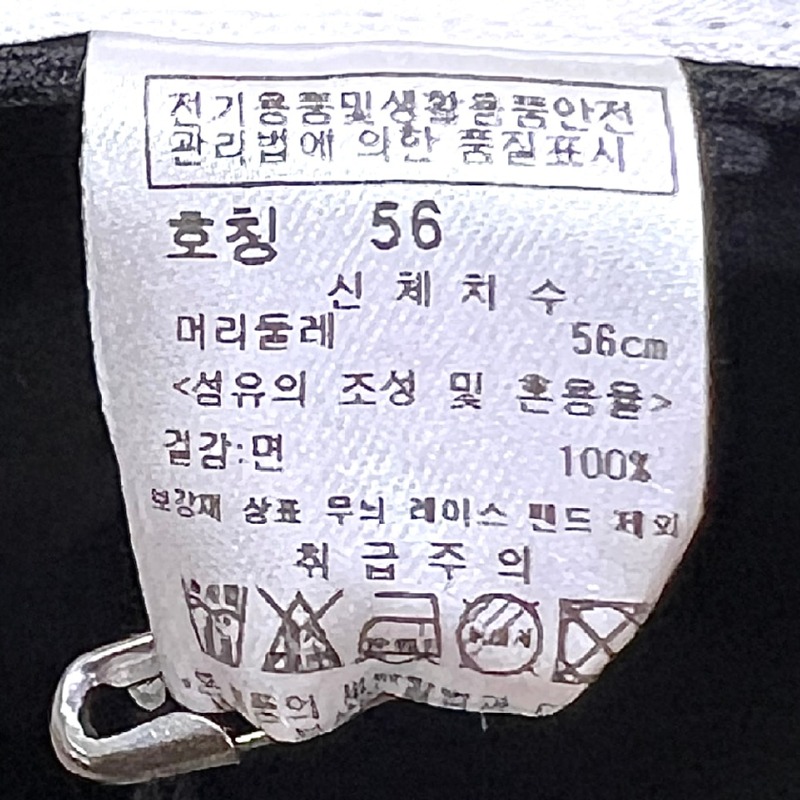 전기용품및생활용품안전
관리법에 의한 품질표시
호칭 56
신 체 치 수
머리둘레 56cm
<섬유의 조성 및 혼용율>
겉감:면 100%
보강재 상표 무늬 레이스 밴드 제외
취 급 주 의